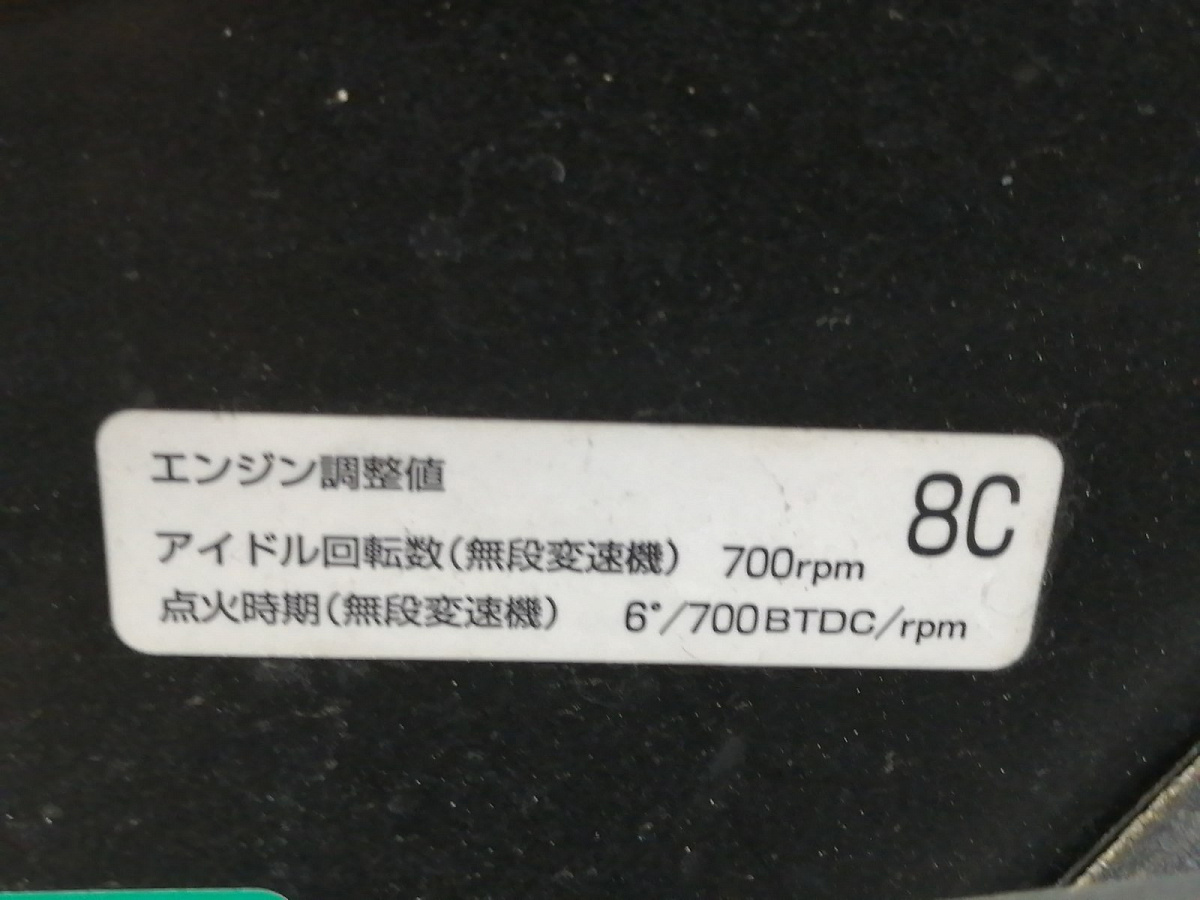 エンジン調整値
8C
アイドル回転数(無段変速機) 700rpm
点火時期(無段変速機) 6°/700BTDC/rpm